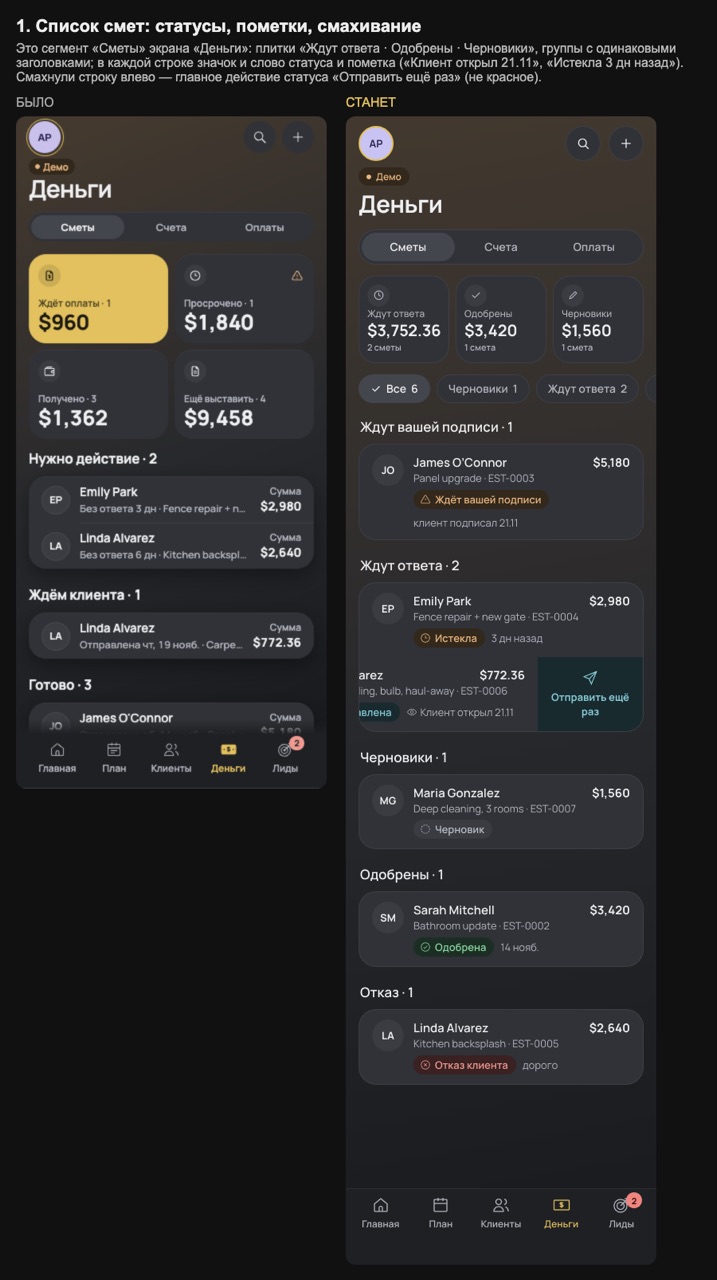 1. Список смет: статусы, пометки, смахивание
Это сегмент «Сметы» экрана «Деньги»: плитки «Ждут ответа · Одобрены · Черновики», группы с одинаковыми
заголовками; в каждой строке значок и слово статуса и пометка («Клиент открыл 21.11», «Истекла 3 дн назад»).
Смахнули строку влево — главное действие статуса «Отправить ещё раз» (не красное).
БЫЛО
AP
Демо
Деньги
Сметы Счета Оплаты
Ждёт оплаты · 1
$960
Просрочено · 1
$1,840
Получено · 3
$1,362
Ещё выставить · 4
$9,458
Нужно действие · 2
EP
Emily Park
Сумма
Без ответа 3 дн · Fence repair + n...
$2,980
LA
Linda Alvarez
Сумма
Без ответа 6 дн · Kitchen backspl...
$2,640
Ждём клиента · 1
LA
Linda Alvarez
Сумма
Отправлена чт, 19 нояб. · Carpe...
$772.36
Готово · 3
JO
James O'Connor
Сумма
$5,180
Главная План Клиенты Деньги Лиды
2
СТАНЕТ
AP
Демо
Деньги
Сметы Счета Оплаты
Ждут ответа
$3,752.36
2 сметы
Одобрены
$3,420
1 смета
Черновики
$1,560
1 смета
Все 6 Черновики 1 Ждут ответа 2
Ждут вашей подписи · 1
JO
James O'Connor
$5,180
Panel upgrade · EST-0003
Ждёт вашей подписи
клиент подписал 21.11
Ждут ответа · 2
EP
Emily Park
$2,980
Fence repair + new gate · EST-0004
Истекла 3 дн назад
arez
$772.36
ling, bulb, haul-away · EST-0006
авлена Клиент открыл 21.11
Отправить ещё
раз
Черновики · 1
MG
Maria Gonzalez
$1,560
Deep cleaning, 3 rooms · EST-0007
Черновик
Одобрены · 1
SM
Sarah Mitchell
$3,420
Bathroom update · EST-0002
Одобрена 14 нояб.
Отказ · 1
LA
Linda Alvarez
$2,640
Kitchen backsplash · EST-0005
Отказ клиента дорого
Главная План Клиенты Деньги Лиды
2